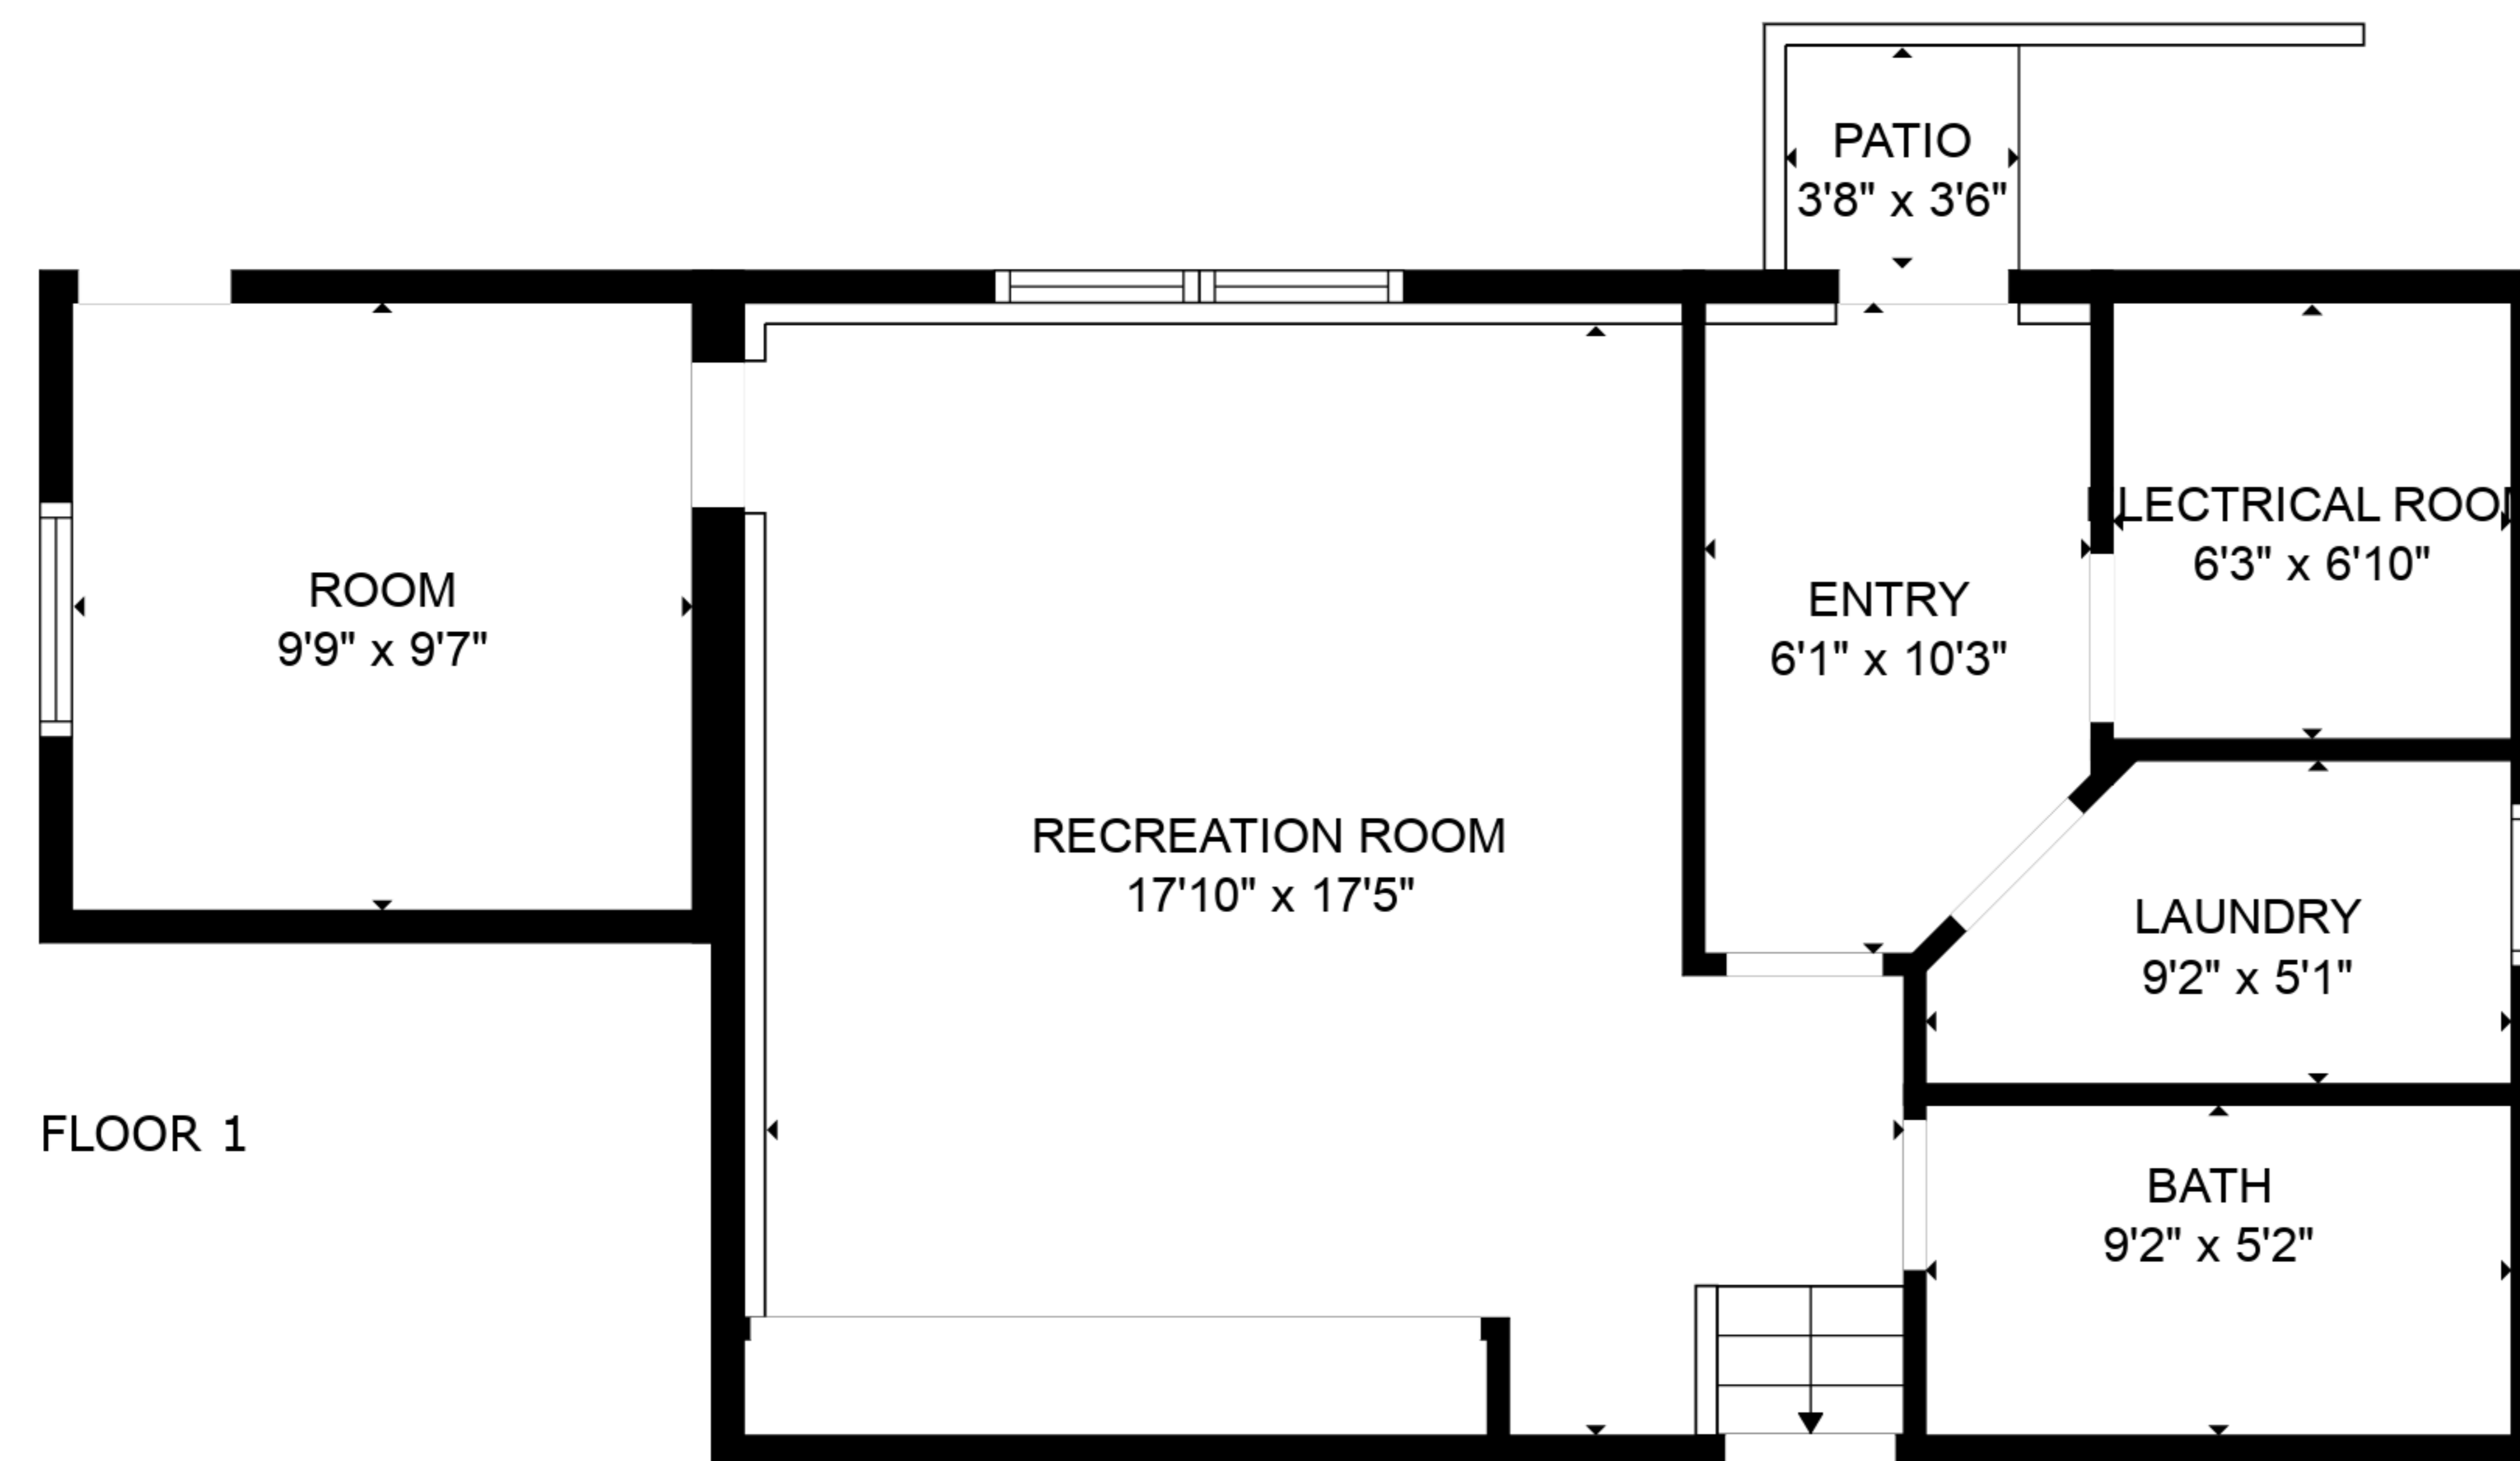 PATIO
3'8" x 3'6"
ELECTRICAL ROOM
6'3" x 6'10"
ROOM
9'9" x 9'7"
ENTRY
6'1" x 10'3"
RECREATION ROOM
17'10" x 17'5"
LAUNDRY
9'2" x 5'1"
FLOOR 1
BATH
9'2" x 5'2"